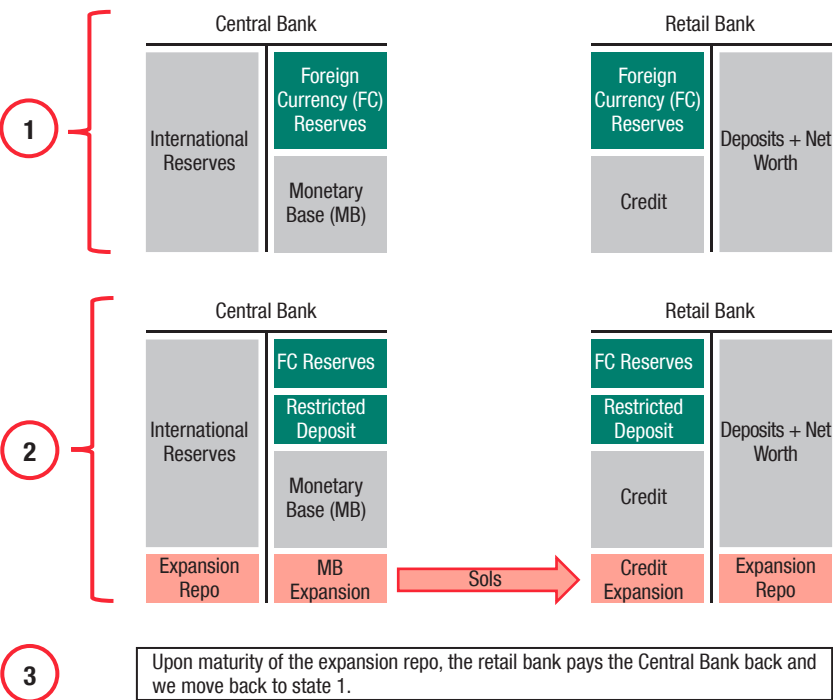 Central Bank
Retail Bank
1
International
Reserves
Foreign
Currency (FC)
Reserves
Monetary
Base (MB)
Foreign
Currency (FC)
Reserves
Credit
Deposits + Net
Worth
Central Bank
Retail Bank
2
International
Reserves
FC Reserves
Restricted
Deposit
Monetary
Base (MB)
Expansion
Repo
MB
Expansion
Sols
FC Reserves
Restricted
Deposit
Credit
Deposits + Net
Worth
Credit
Expansion
Expansion
Repo
3
Upon maturity of the expansion repo, the retail bank pays the Central Bank back and
we move back to state 1.